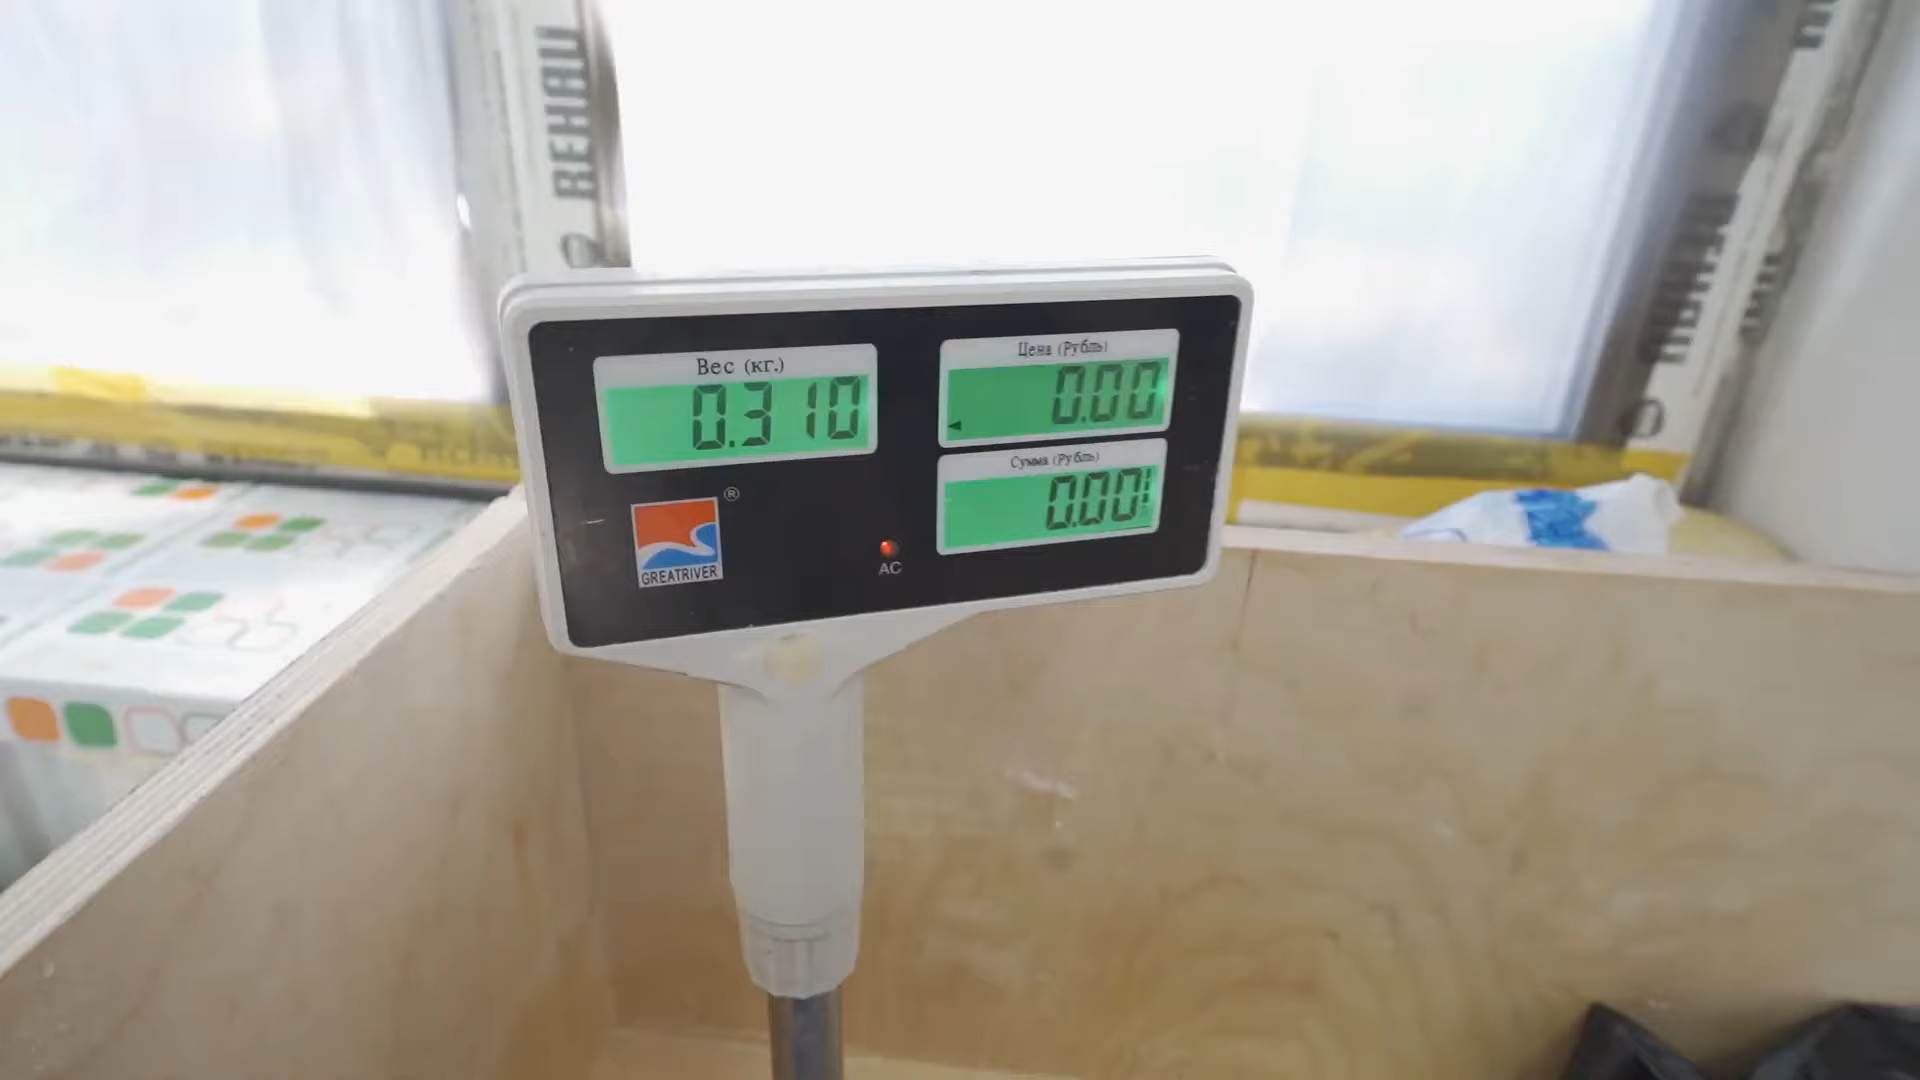 REHAU
Вес (кг.)
0.310
Цена (Рубль)
0.00
Сумма (Рубль)
0.00
®
GREATRIVER
AC